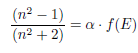 (n² − 1) / (n² + 2) = α · f(E)